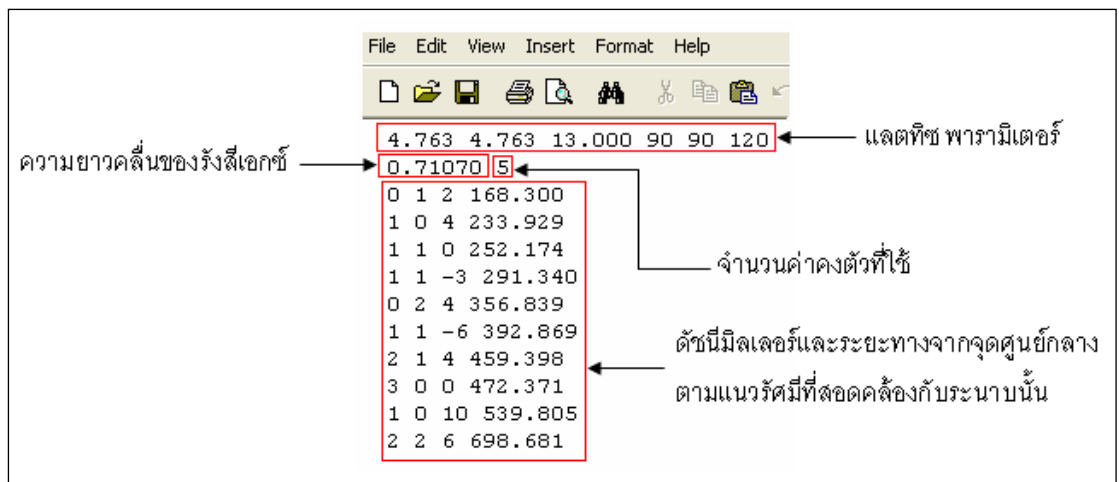 File Edit View Insert Format Help
4.763 4.763 13.000 90 90 120
แลตทิซ พารามิเตอร์
ความยาวคลื่นของรังสีเอกซ์
0.71070 5
0 1 2 168.300
1 0 4 233.929
1 1 0 252.174
จำนวนค่าคงตัวที่ใช้
1 1 -3 291.340
0 2 4 356.839
1 1 -6 392.869
2 1 4 459.398
3 0 0 472.371
1 0 10 539.805
2 2 6 698.681
ดัชนีมิลเลอร์และระยะทางจากจุดศูนย์กลาง
ตามแนวรัศมีที่สอดคล้องกับระนาบนั้น